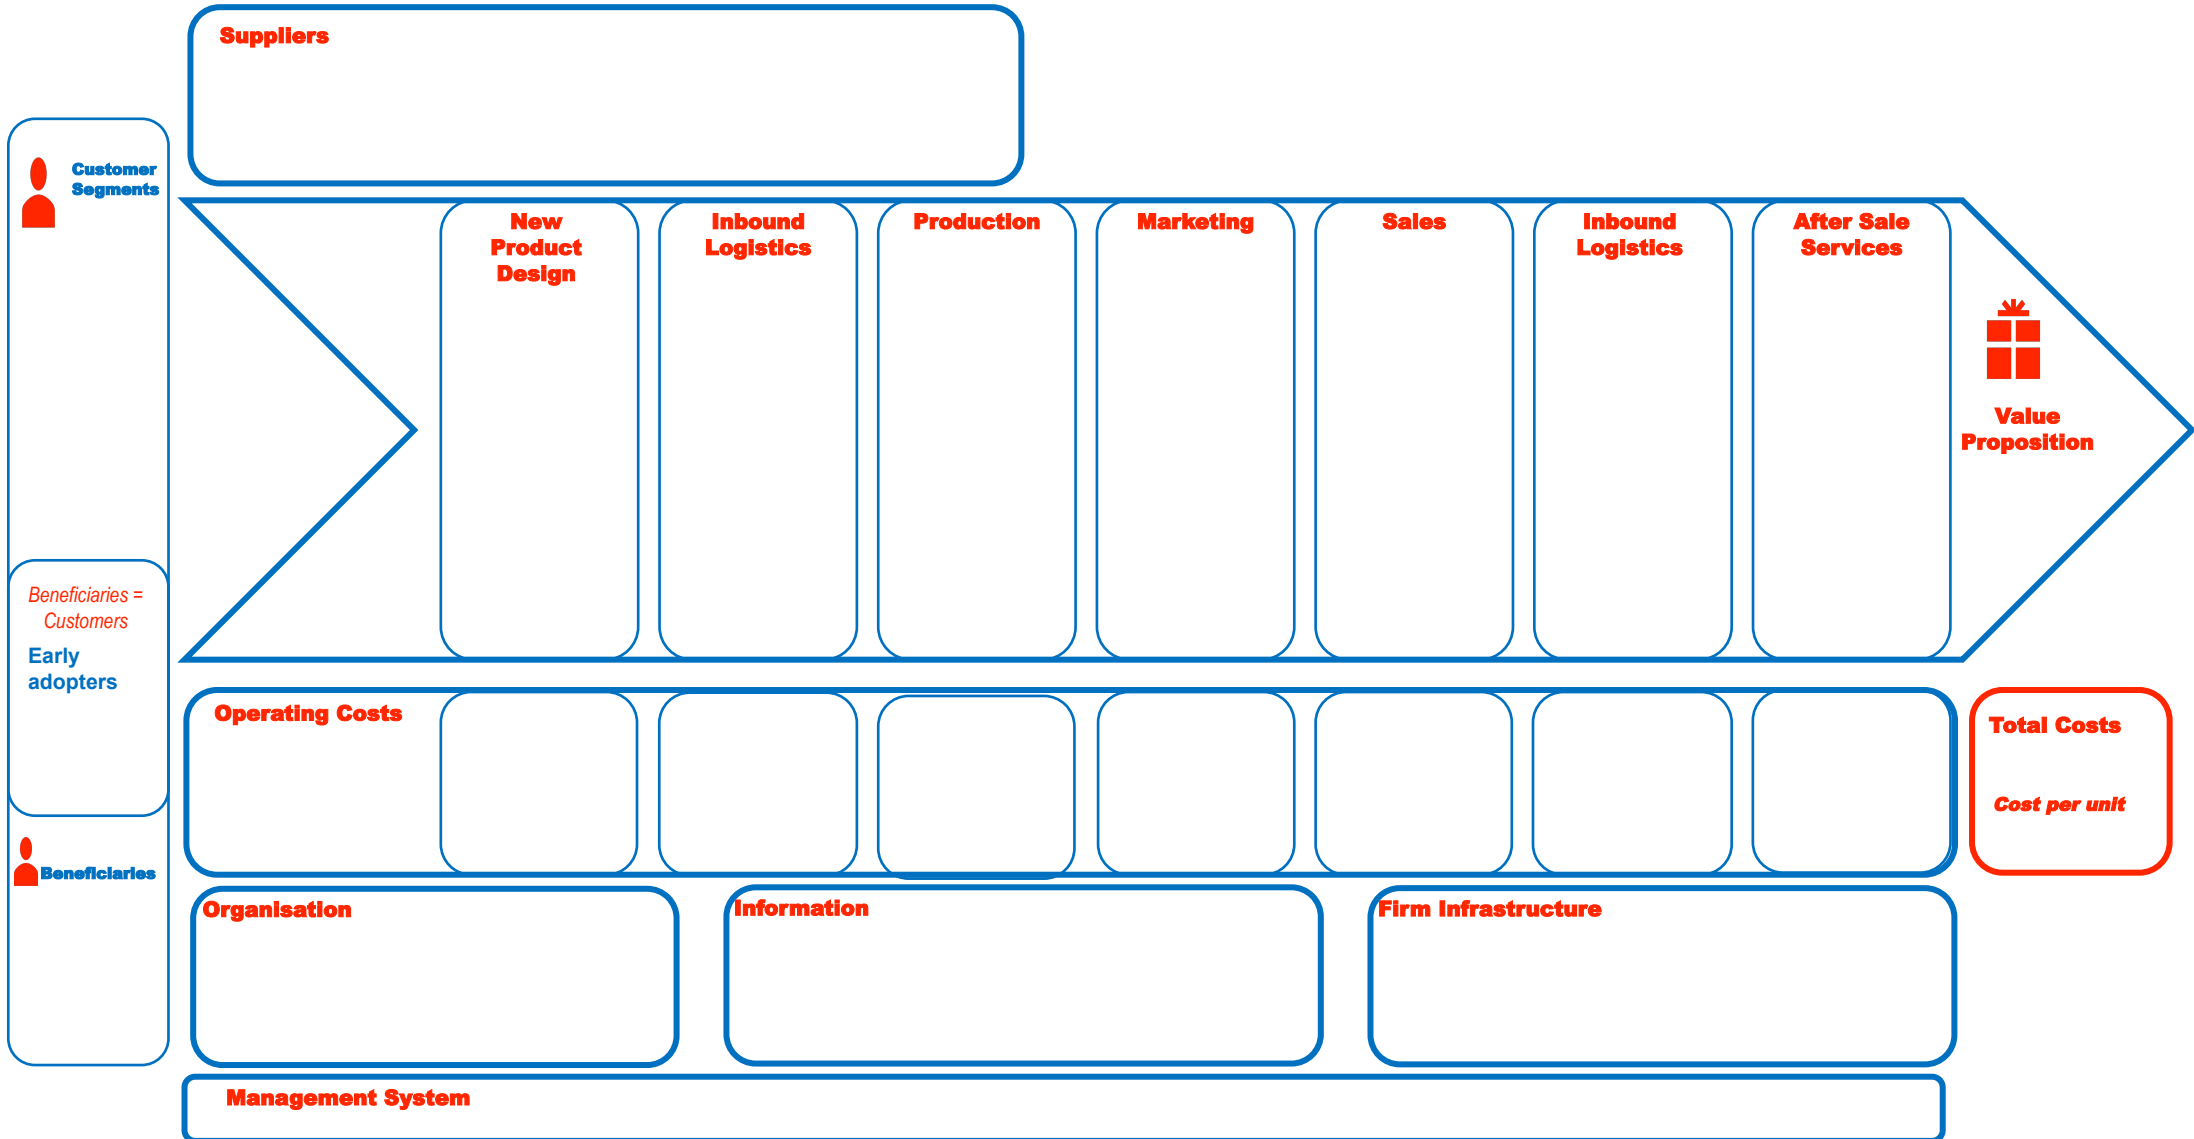 Suppliers
Customer
Segments
New
Product
Design
Inbound
Logistics
Production
Marketing
Sales
Inbound
Logistics
After Sale
Services
Value
Proposition
Beneficiaries =
Customers
Early
adopters
Operating Costs
Total Costs
Cost per unit
Beneficiaries
Organisation
Information
Firm Infrastructure
Management System